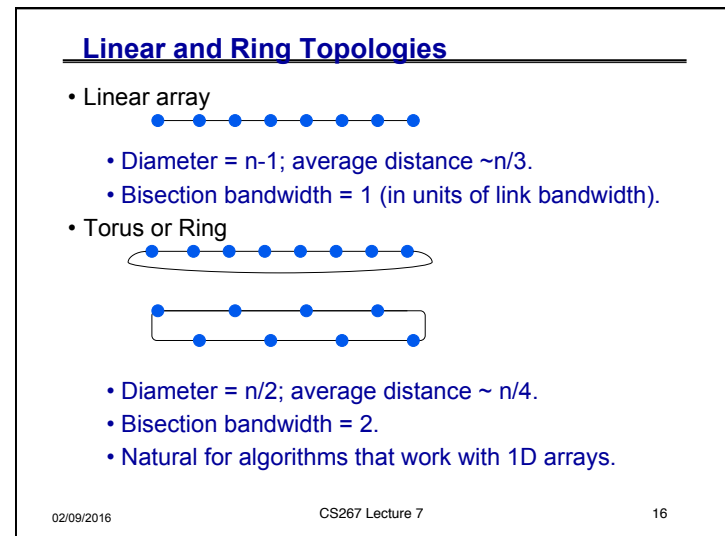 Linear and Ring Topologies
• Linear array
• Diameter = n-1; average distance ~n/3.
• Bisection bandwidth = 1 (in units of link bandwidth).
• Torus or Ring
• Diameter = n/2; average distance ~ n/4.
• Bisection bandwidth = 2.
• Natural for algorithms that work with 1D arrays.
02/09/2016 CS267 Lecture 7 16